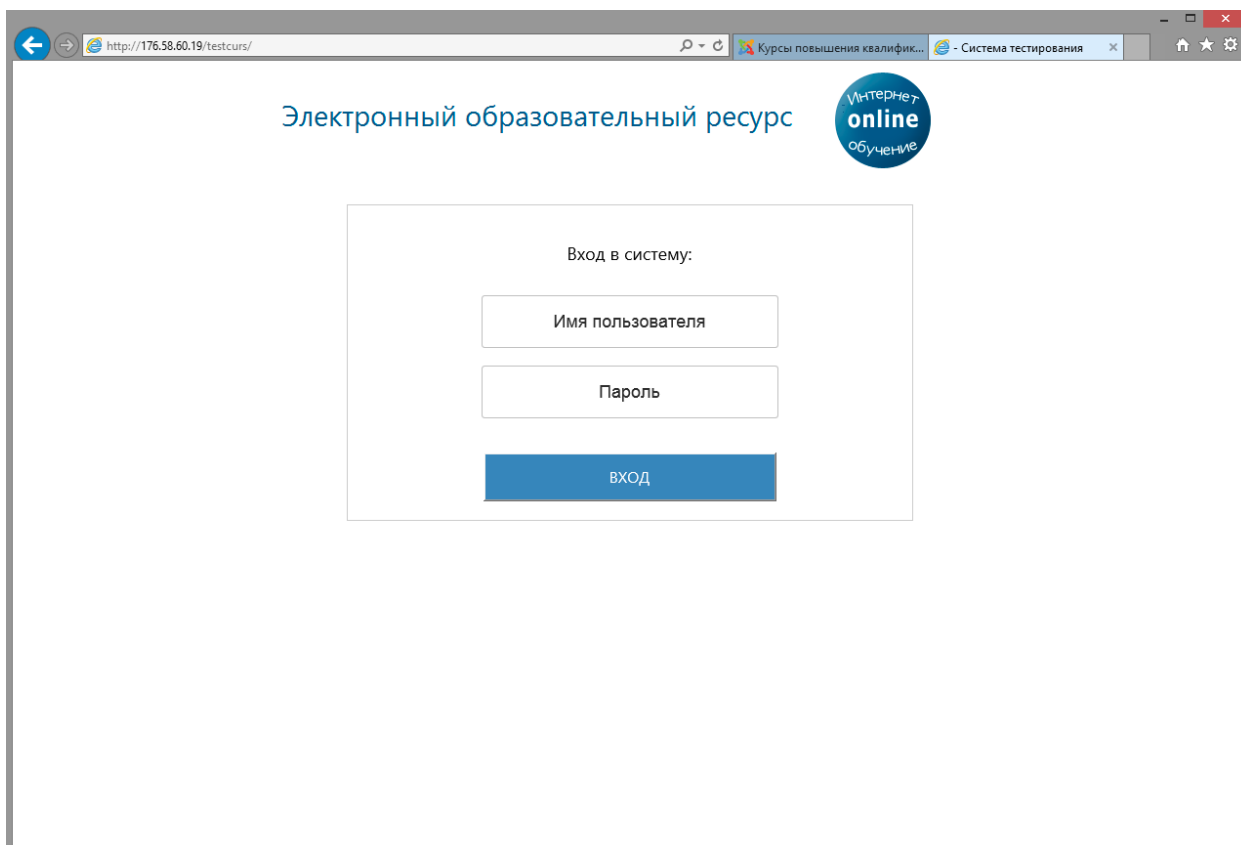 http://176.58.60.19/testcurs/
Курсы повышения квалифик...
- Система тестирования
Электронный образовательный ресурс
Интернет
online
обучение
Вход в систему:
Имя пользователя
Пароль
ВХОД